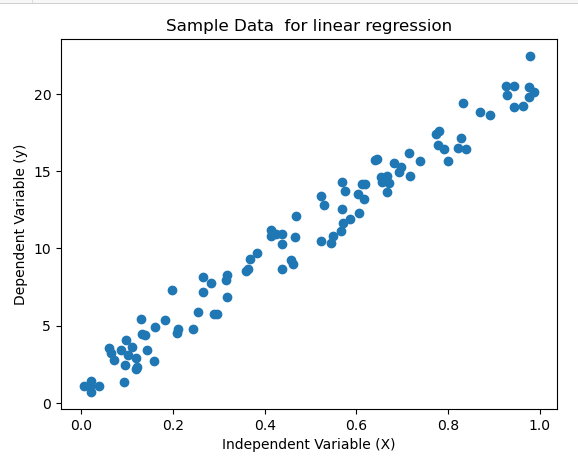 Sample Data  for linear regression
Dependent Variable (y)
20
15
10
5
0
0.0 0.2 0.4 0.6 0.8 1.0
Independent Variable (X)